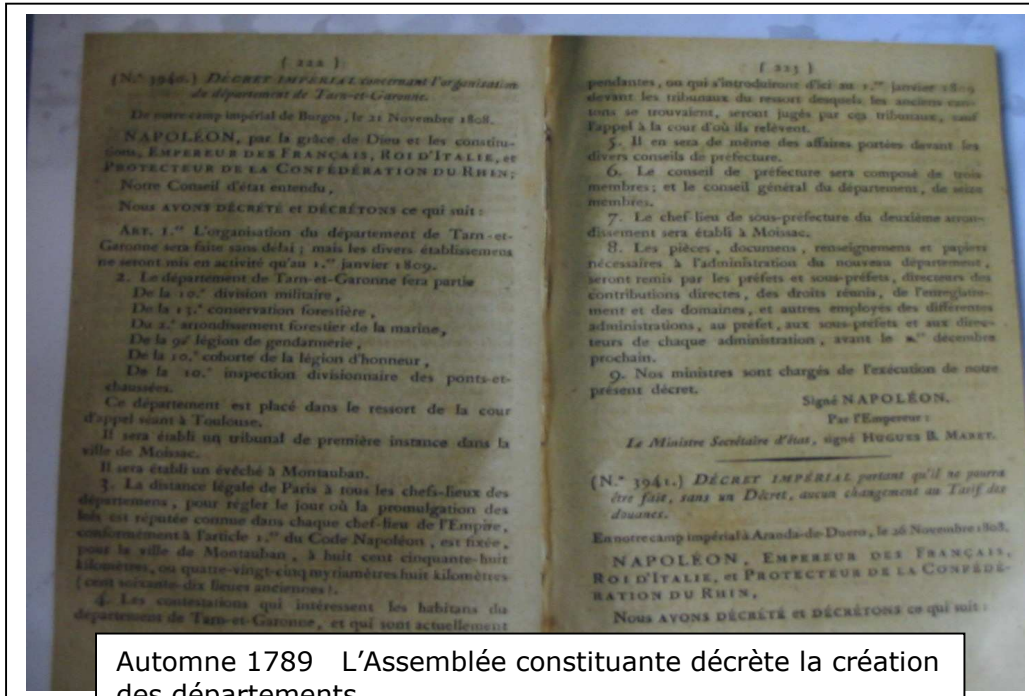 ( 222 )
(N.° 3940.) DÉCRET IMPÉRIAL concernant l'organisation
du département de Tarn-et-Garonne.
De notre camp impérial de Burgos, le 21 Novembre 1808.
NAPOLÉON, par la grâce de Dieu et les constitu-
tions, EMPEREUR DES FRANÇAIS, ROI D'ITALIE, et
PROTECTEUR DE LA CONFÉDÉRATION DU RHIN;
Notre Conseil d'état entendu,
Nous AVONS DÉCRÉTÉ et DÉCRÉTONS ce qui suit :
ART. 1.er L'organisation du département de Tarn-et-
Garonne sera faite sans délai ; mais les divers établissemens
ne seront mis en activité qu'au 1.er janvier 1809.
2. Le département de Tarn-et-Garonne fera partie
De la 10.e division militaire,
De la 13.e conservation forestière,
Du 2.e arrondissement forestier de la marine,
De la 9e légion de gendarmerie,
De la 10.e cohorte de la légion d'honneur,
De la 10.e inspection divisionnaire des ponts-et-
chaussées.
Ce département est placé dans le ressort de la cour
d'appel séant à Toulouse.
Il sera établi un tribunal de première instance dans la
ville de Moissac.
Il sera établi un évêché à Montauban.
3. La distance légale de Paris à tous les chefs-lieux des
départemens, pour régler le jour où la promulgation des
lois est réputée connue dans chaque chef-lieu de l'Empire,
conformément à l'article 1.er du Code Napoléon, est fixée,
pour la ville de Montauban, à huit cent cinquante-huit
kilomètres, ou quatre-vingt-cinq myriamètres huit kilomètres
(cent soixante-dix lieues anciennes).
4. Les contestations qui intéressent les habitans du
département de Tarn-et-Garonne, et qui sont actuellement
( 223 )
pendantes, ou qui s'introduiront d'ici au 1.er janvier 1809
devant les tribunaux du ressort desquels les anciens can-
tons se trouvaient, seront jugés par ces tribunaux, sauf
l'appel à la cour d'où ils relèvent.
5. Il en sera de même des affaires portées devant les
divers conseils de préfecture.
6. Le conseil de préfecture sera composé de trois
membres; et le conseil général du département, de seize
membres.
7. Le chef-lieu de sous-préfecture du deuxième arron-
dissement sera établi à Moissac.
8. Les pièces, documens, renseignemens et papiers
nécessaires à l'administration du nouveau département,
seront remis par les préfets et sous-préfets, directeurs des
contributions directes, des droits réunis, de l'enregistre-
ment et des domaines, et autres employés des différentes
administrations, au préfet, aux sous-préfets et aux direc-
teurs de chaque administration, avant le décembre
prochain.
9. Nos ministres sont chargés de l'exécution de notre
présent décret.
Signé NAPOLÉON.
Par l'Empereur :
Le Ministre Secrétaire d'état, signé HUGUES B. MARET.
(N.° 3941.) DÉCRET IMPÉRIAL portant qu'il ne pourra
être fait, sans un Décret, aucun changement au Tarif des
douanes.
En notre camp impérial à Aranda-de-Duero, le 26 Novembre 1808.
NAPOLÉON, EMPEREUR DES FRANÇAIS,
ROI D'ITALIE, et PROTECTEUR DE LA CONFÉDÉ-
RATION DU RHIN,
Nous AVONS DÉCRÉTÉ et DÉCRÉTONS ce qui suit :
Automne 1789 L'Assemblée constituante décrète la création
des départements